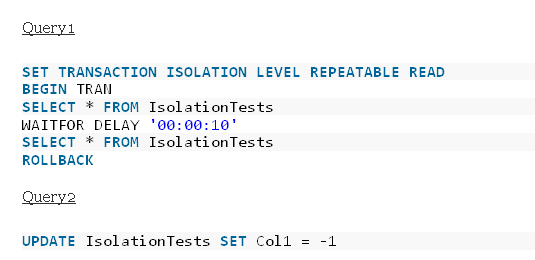 Query1
SET TRANSACTION ISOLATION LEVEL REPEATABLE READ
BEGIN TRAN
SELECT * FROM IsolationTests
WAITFOR DELAY '00:00:10'
SELECT * FROM IsolationTests
ROLLBACK
Query2
UPDATE IsolationTests SET Col1 = -1